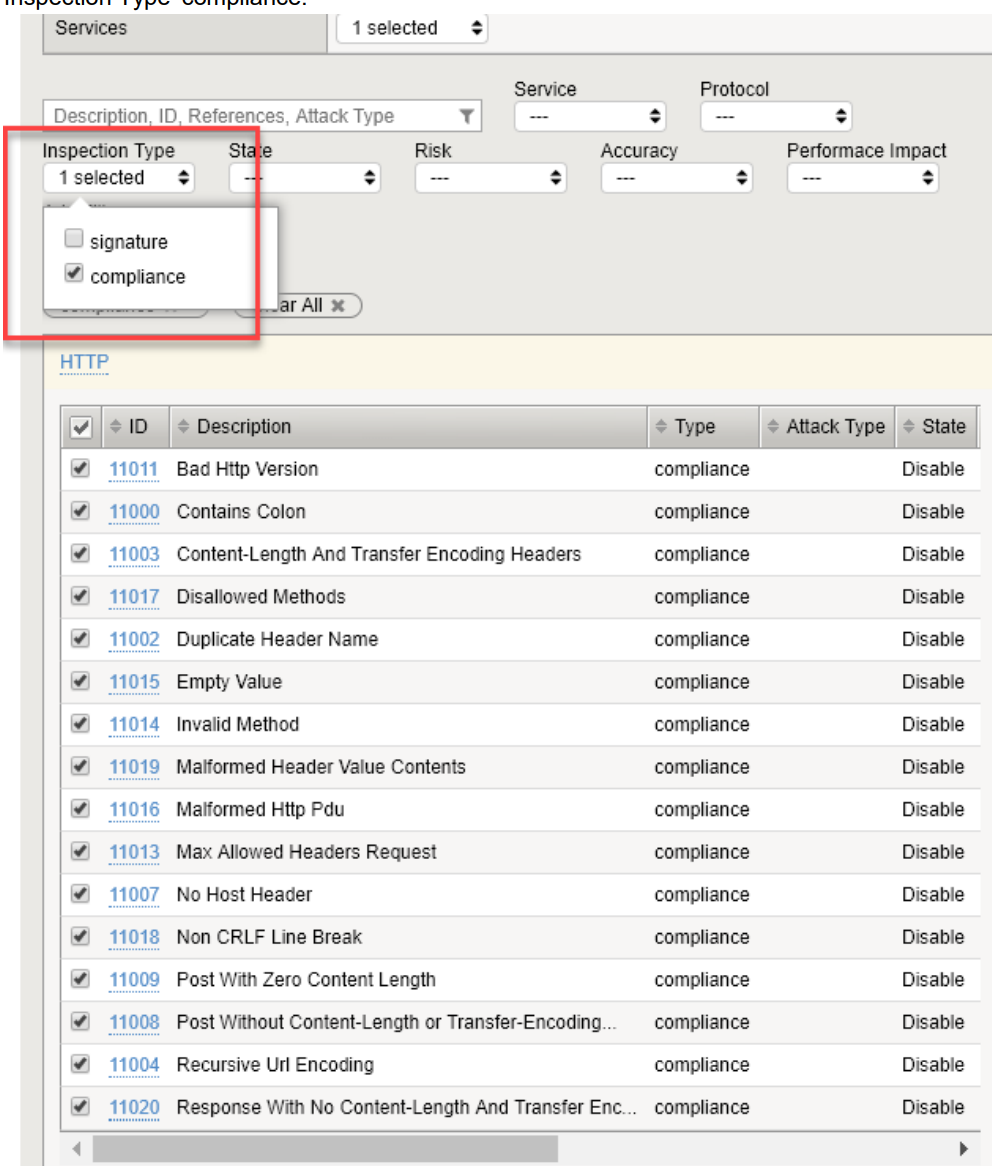 Inspection Type compliance.
Services 1 selected
Service Protocol
Description, ID, References, Attack Type --- ---
Inspection Type State Risk Accuracy Performace Impact
1 selected --- --- --- ---
signature
compliance
compliance ar All
HTTP
ID Description Type Attack Type State
11011 Bad Http Version compliance Disable
11000 Contains Colon compliance Disable
11003 Content-Length And Transfer Encoding Headers compliance Disable
11017 Disallowed Methods compliance Disable
11002 Duplicate Header Name compliance Disable
11015 Empty Value compliance Disable
11014 Invalid Method compliance Disable
11019 Malformed Header Value Contents compliance Disable
11016 Malformed Http Pdu compliance Disable
11013 Max Allowed Headers Request compliance Disable
11007 No Host Header compliance Disable
11018 Non CRLF Line Break compliance Disable
11009 Post With Zero Content Length compliance Disable
11008 Post Without Content-Length or Transfer-Encoding... compliance Disable
11004 Recursive Url Encoding compliance Disable
11020 Response With No Content-Length And Transfer Enc... compliance Disable